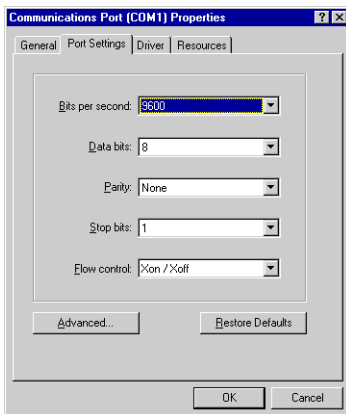 Communications Port (COM1) Properties
General Port Settings Driver Resources
Bits per second: 9600
Data bits: 8
Parity: None
Stop bits: 1
Flow control: Xon / Xoff
Advanced... Restore Defaults
OK Cancel